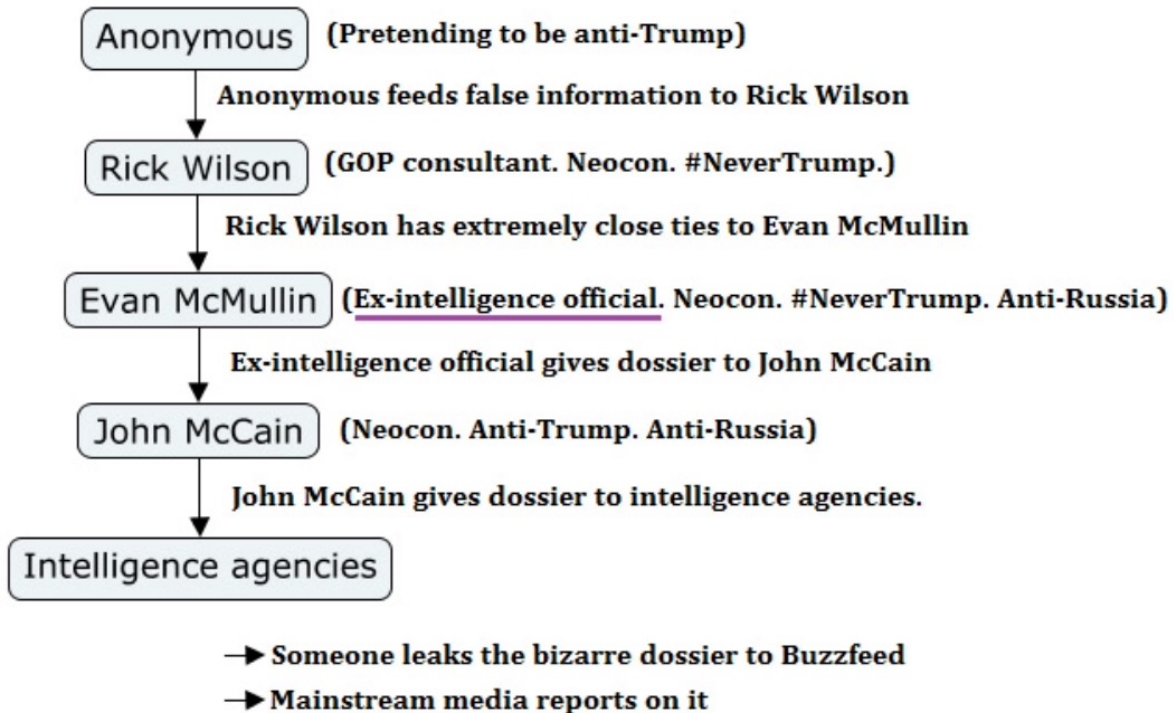 Anonymous (Pretending to be anti-Trump)
Anonymous feeds false information to Rick Wilson
Rick Wilson (GOP consultant. Neocon. #NeverTrump.)
Rick Wilson has extremely close ties to Evan McMullin
Evan McMullin (Ex-intelligence official. Neocon. #NeverTrump. Anti-Russia)
Ex-intelligence official gives dossier to John McCain
John McCain (Neocon. Anti-Trump. Anti-Russia)
John McCain gives dossier to intelligence agencies.
Intelligence agencies
Someone leaks the bizarre dossier to Buzzfeed
Mainstream media reports on it